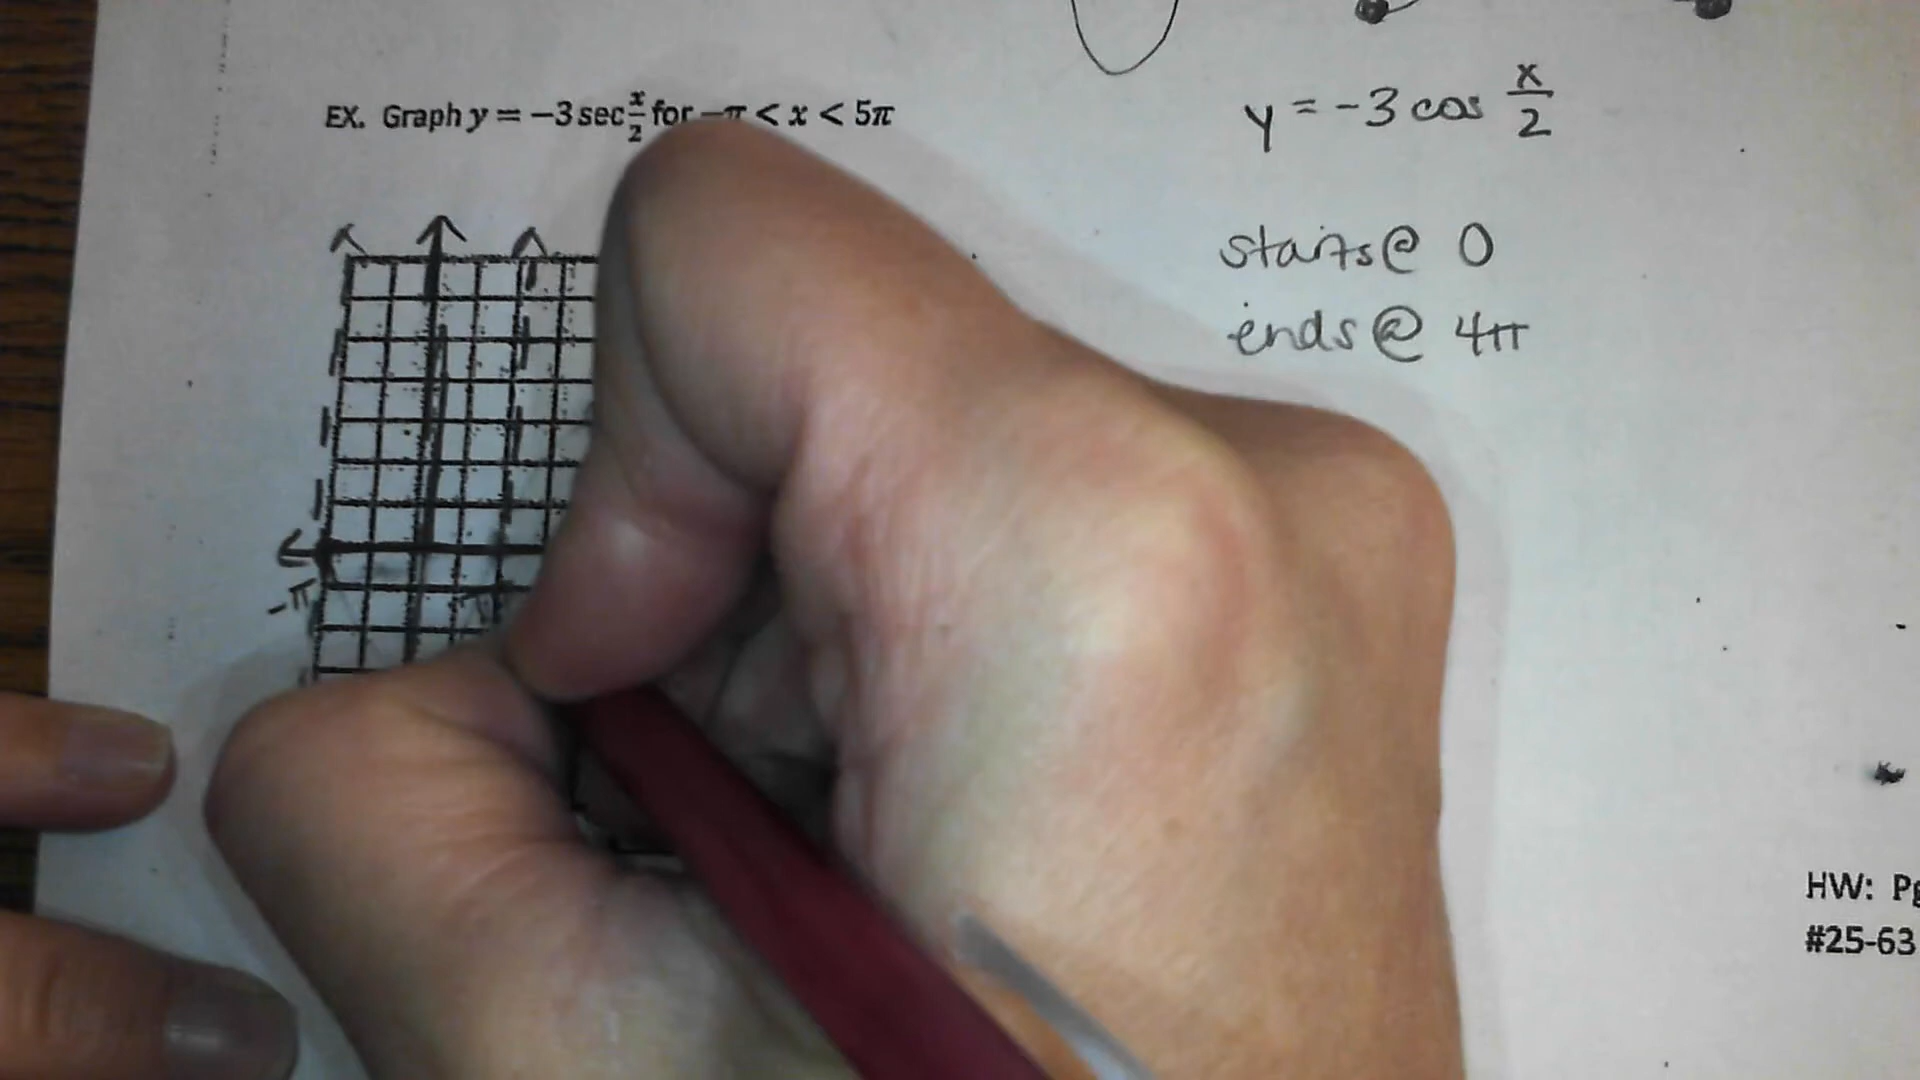 EX. Graph y = −3 sec x/2 for −π < x < 5π
y = -3 cos x/2
starts @ 0
ends @ 4π
-π
HW: Pg
#25-63